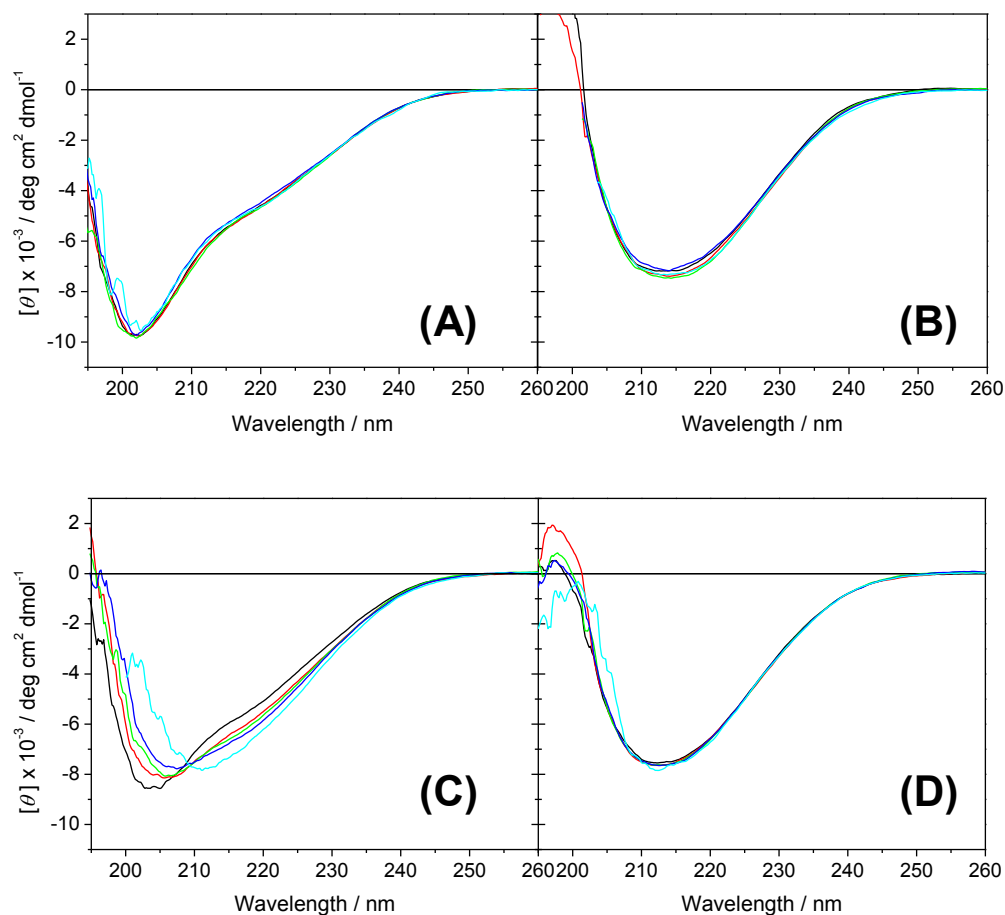 2
0
-2
-4
-6
-8
-10
[θ] x 10⁻³ / deg cm² dmol⁻¹
(A)
(B)
200 210 220 230 240 250 260 200 210 220 230 240 250 260
Wavelength / nm Wavelength / nm
2
0
-2
-4
-6
-8
-10
[θ] x 10⁻³ / deg cm² dmol⁻¹
(C)
(D)
200 210 220 230 240 250 260 200 210 220 230 240 250 260
Wavelength / nm Wavelength / nm